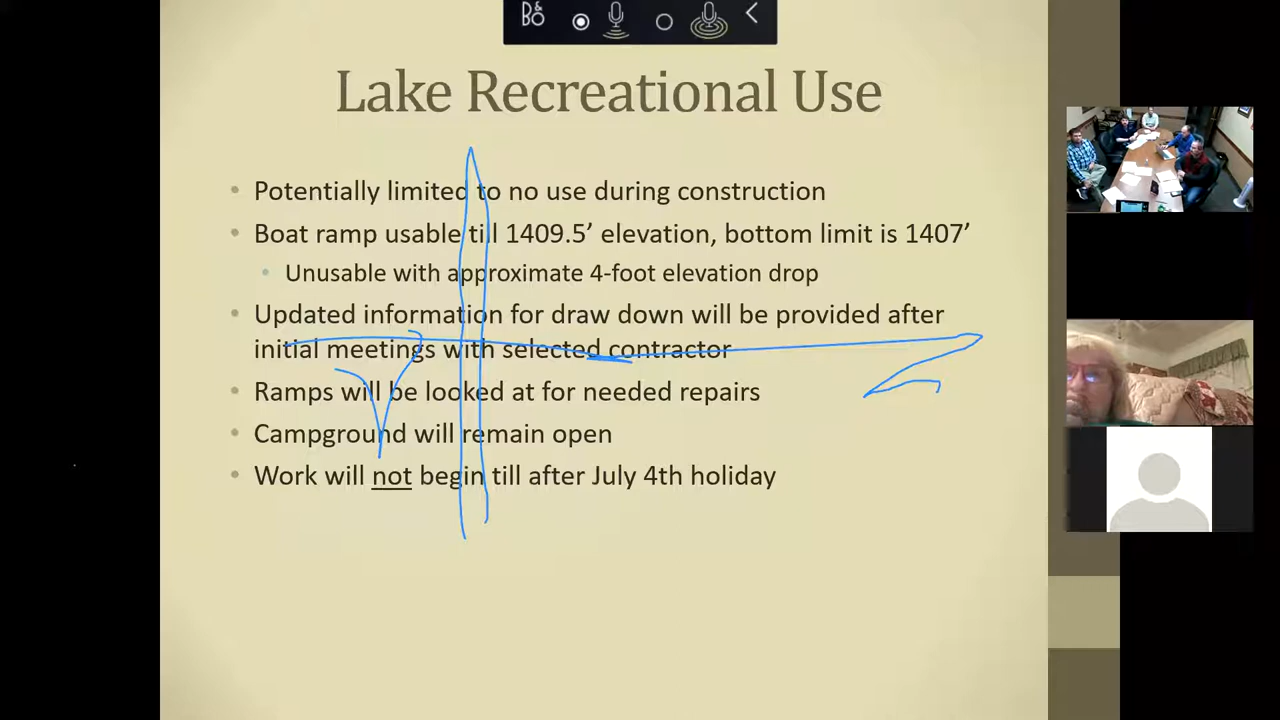 B&O
Lake Recreational Use
• Potentially limited to no use during construction
• Boat ramp usable till 1409.5’ elevation, bottom limit is 1407’
• Unusable with approximate 4-foot elevation drop
• Updated information for draw down will be provided after
initial meetings with selected contractor
• Ramps will be looked at for needed repairs
• Campground will remain open
• Work will not begin till after July 4th holiday